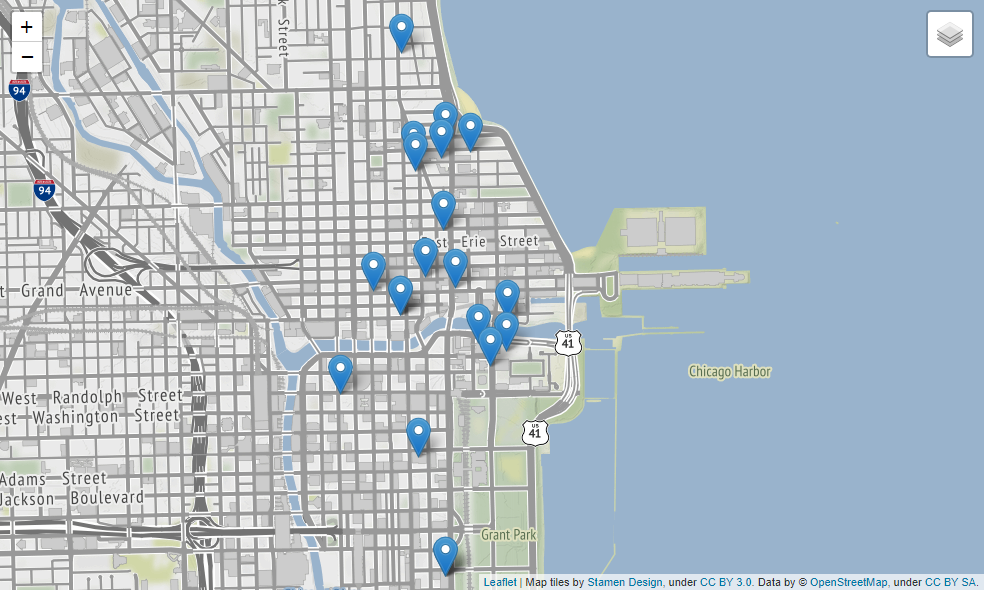 +
−
k Street
94
94
st Erie Street
t Grand Avenue
US
41
Chicago Harbor
West Randolph Street
est Washington Street
US
41
Adams Street
Jackson Boulevard
Grant Park
Leaflet | Map tiles by Stamen Design, under CC BY 3.0. Data by © OpenStreetMap, under CC BY SA.